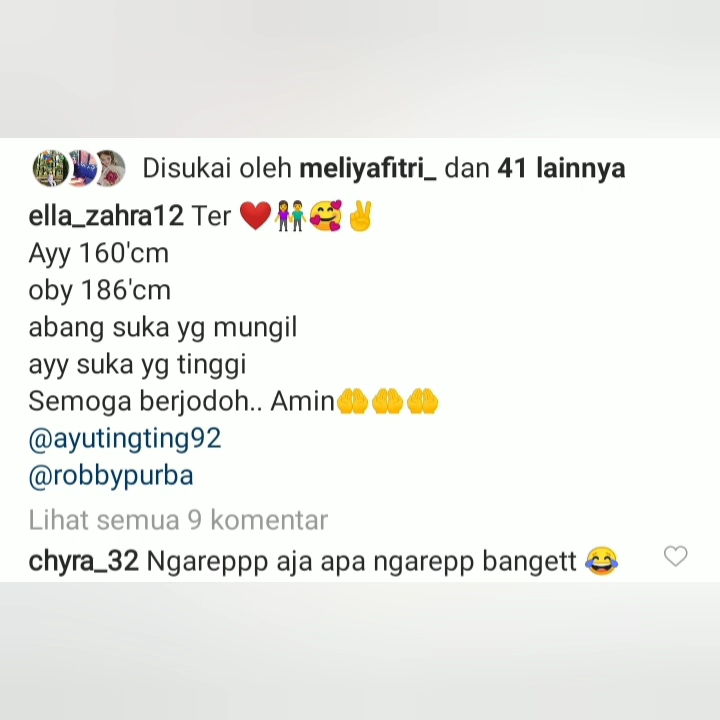 Disukai oleh meliyafitri_ dan 41 lainnya
ella_zahra12 Ter ❤️👫🥰✌️
Ayy 160'cm
oby 186'cm
abang suka yg mungil
ayy suka yg tinggi
Semoga berjodoh.. Amin🤲🤲🤲
@ayutingting92
@robbypurba
Lihat semua 9 komentar
chyra_32 Ngareppp aja apa ngarepp bangett 😂